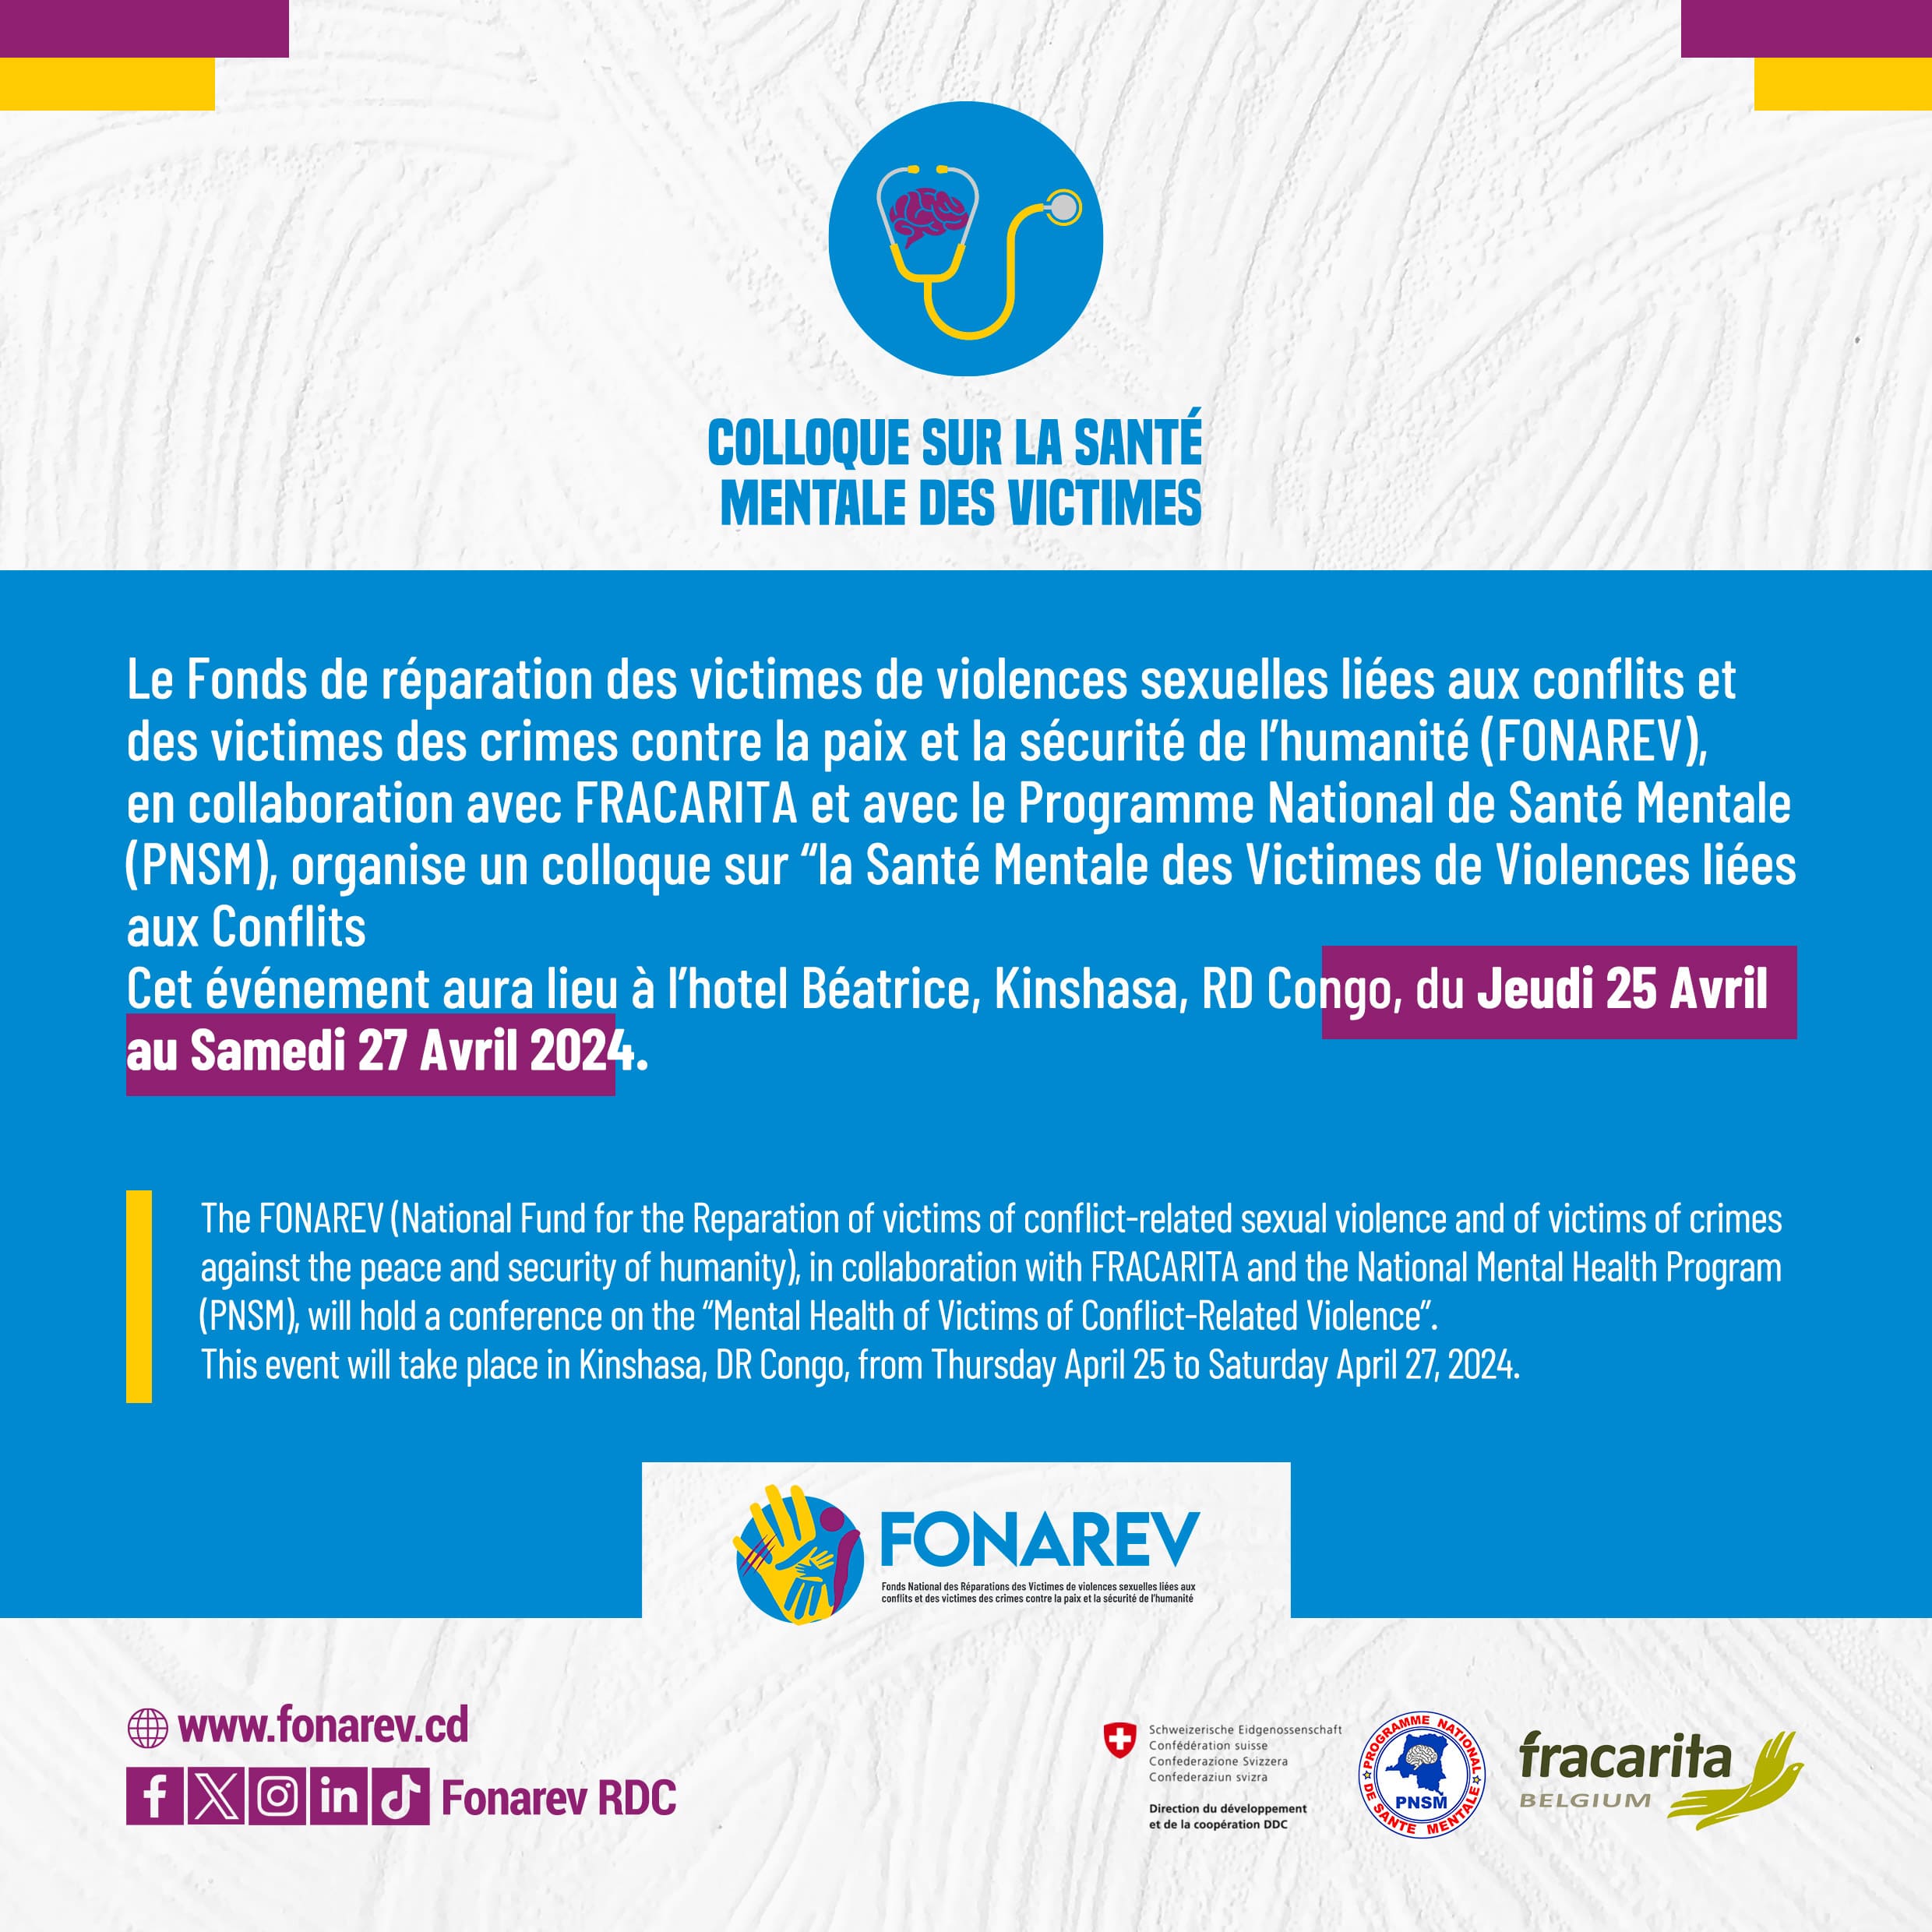 COLLOQUE SUR LA SANTÉ
MENTALE DES VICTIMES
Le Fonds de réparation des victimes de violences sexuelles liées aux conflits et
des victimes des crimes contre la paix et la sécurité de l’humanité (FONAREV),
en collaboration avec FRACARITA et avec le Programme National de Santé Mentale
(PNSM), organise un colloque sur “la Santé Mentale des Victimes de Violences liées
aux Conflits
Cet événement aura lieu à l’hotel Béatrice, Kinshasa, RD Congo, du Jeudi 25 Avril
au Samedi 27 Avril 2024.
The FONAREV (National Fund for the Reparation of victims of conflict-related sexual violence and of victims of crimes
against the peace and security of humanity), in collaboration with FRACARITA and the National Mental Health Program
(PNSM), will hold a conference on the “Mental Health of Victims of Conflict-Related Violence”.
This event will take place in Kinshasa, DR Congo, from Thursday April 25 to Saturday April 27, 2024.
FONAREV
Fonds National des Réparations des Victimes de violences sexuelles liées aux
conflits et des victimes des crimes contre la paix et la sécurité de l’humanité
www.fonarev.cd
Fonarev RDC
Schweizerische Eidgenossenschaft
Confédération suisse
Confederazione Svizzera
Confederaziun svizra
Direction du développement
et de la coopération DDC
PROGRAMME NATIONAL
DE SANTE MENTALE
PNSM
fracarita
BELGIUM